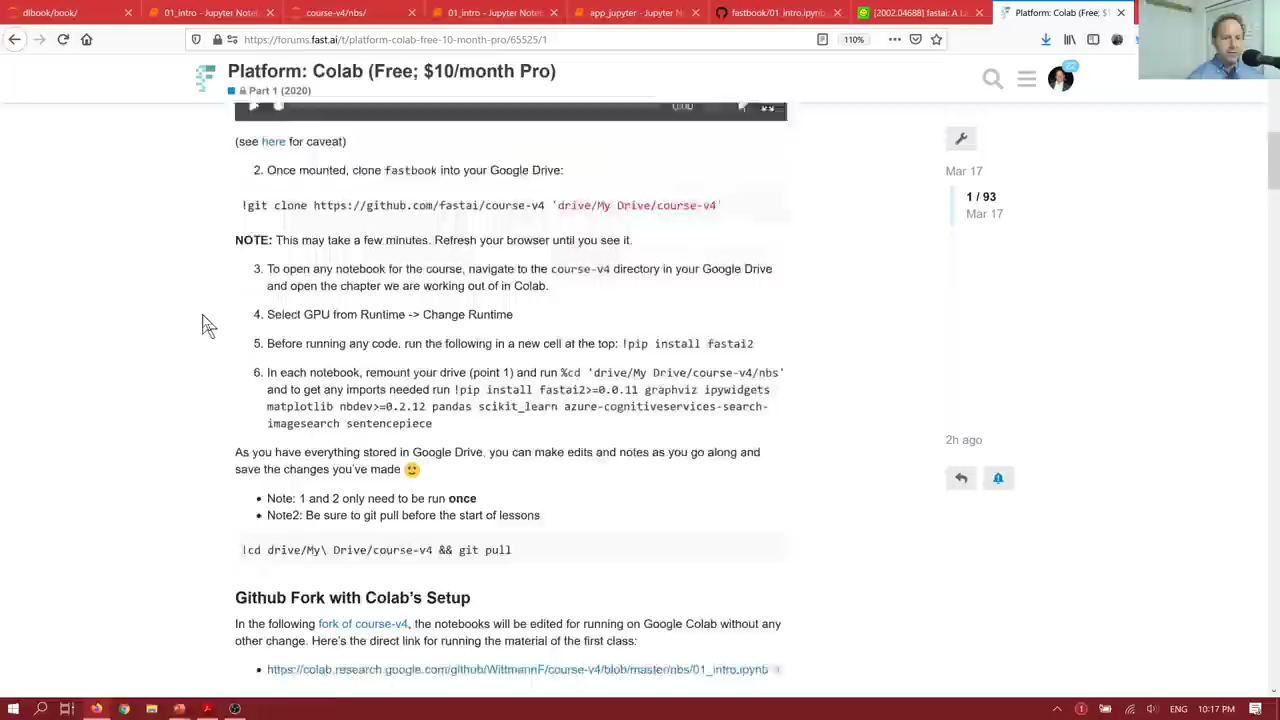 dlbook/book/
01_intro - Jupyter Noteb
course-v4/nbs/
01_intro - Jupyter Noteb
app_jupyter - Jupyter N
fastbook/01_intro.ipynb
[2002.04688] fastai: A la
Platform: Colab (Free; $1
https://forums.fast.ai/t/platform-colab-free-10-month-pro/65525/1
110%
Platform: Colab (Free; $10/month Pro)
Part 1 (2020)
22
(see here for caveat)
2. Once mounted, clone fastbook into your Google Drive:
!git clone https://github.com/fastai/course-v4 'drive/My Drive/course-v4'
NOTE: This may take a few minutes. Refresh your browser until you see it.
3. To open any notebook for the course, navigate to the course-v4 directory in your Google Drive
and open the chapter we are working out of in Colab.
4. Select GPU from Runtime -> Change Runtime
5. Before running any code, run the following in a new cell at the top: !pip install fastai2
6. In each notebook, remount your drive (point 1) and run %cd 'drive/My Drive/course-v4/nbs'
and to get any imports needed run !pip install fastai2>=0.0.11 graphviz ipywidgets
matplotlib nbdev>=0.2.12 pandas scikit_learn azure-cognitiveservices-search-
imagesearch sentencepiece
As you have everything stored in Google Drive, you can make edits and notes as you go along and
save the changes you've made
• Note: 1 and 2 only need to be run once
• Note2: Be sure to git pull before the start of lessons
!cd drive/My\ Drive/course-v4 && git pull
Github Fork with Colab's Setup
In the following fork of course-v4, the notebooks will be edited for running on Google Colab without any
other change. Here's the direct link for running the material of the first class:
• https://colab.research.google.com/github/WittmannF/course-v4/blob/master/nbs/01_intro.ipynb
Mar 17
1 / 93
Mar 17
2h ago
ENG
10:17 PM